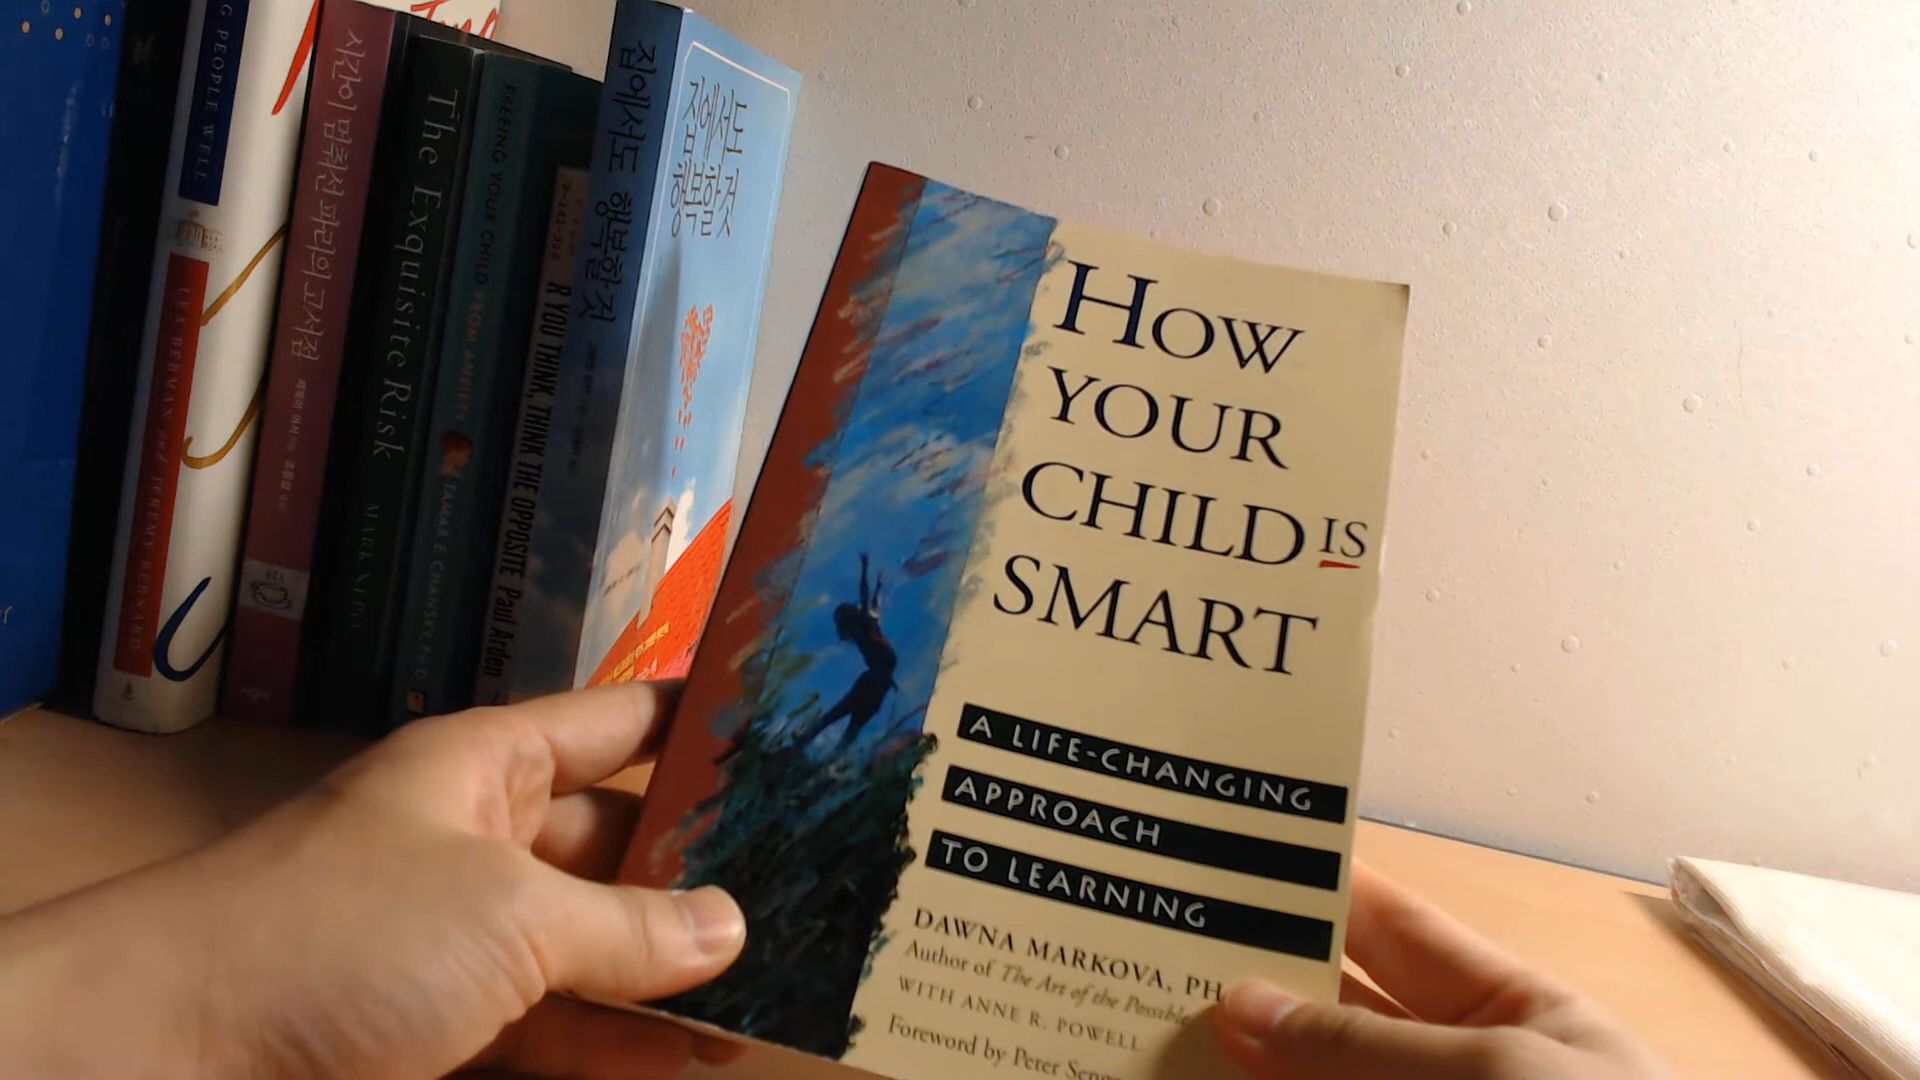 G PEOPLE WELL
LEA BERMAN and JEREMY BERNARD
시간이 멈춰선 파리의 고서점
The Exquisite Risk
MARK NEPO
FREEING YOUR CHILD FROM ANXIETY
TAMAR E. CHANSKY, PH.D
R YOU THINK, THINK THE OPPOSITE Paul Arden
집에서도 행복할 것
집에서도
행복할 것
HOW
YOUR
CHILD IS
SMART
A LIFE-CHANGING
APPROACH
TO LEARNING
DAWNA MARKOVA, PH.
Author of The Art of the Possible
WITH ANNE R. POWELL
Foreword by Peter